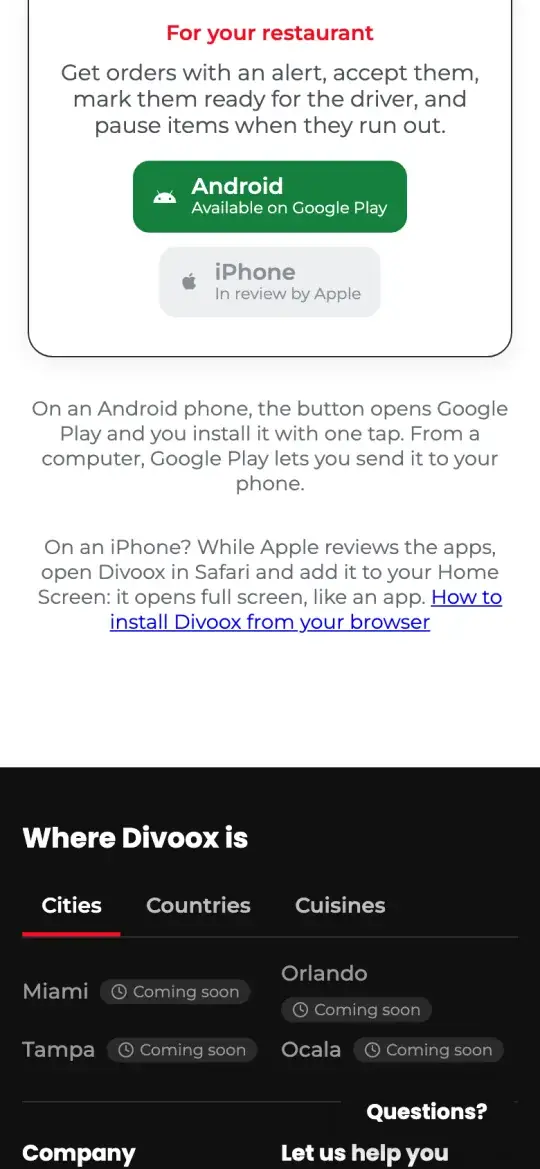 For your restaurant
Get orders with an alert, accept them,
mark them ready for the driver, and
pause items when they run out.
Android
Available on Google Play
iPhone
In review by Apple
On an Android phone, the button opens Google
Play and you install it with one tap. From a
computer, Google Play lets you send it to your
phone.
On an iPhone? While Apple reviews the apps,
open Divoox in Safari and add it to your Home
Screen: it opens full screen, like an app. How to
install Divoox from your browser
Where Divoox is
Cities Countries Cuisines
Miami Coming soon
Orlando Coming soon
Tampa Coming soon
Ocala Coming soon
Questions?
Company
Let us help you